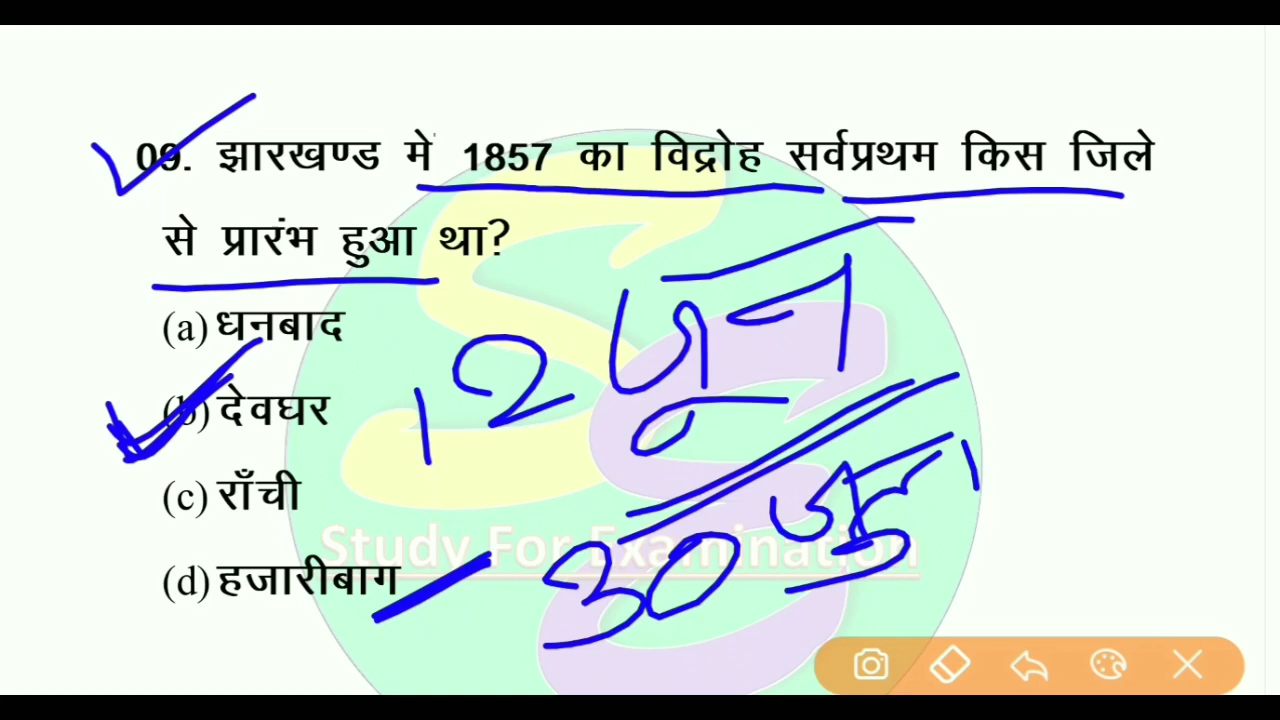 09. झारखण्ड मे 1857 का विद्रोह सर्वप्रथम किस जिले
से प्रारंभ हुआ था?
(a) धनबाद
(b) देवघर
12 जून
(c) राँची
Study For Examination
(d) हजारीबाग
30